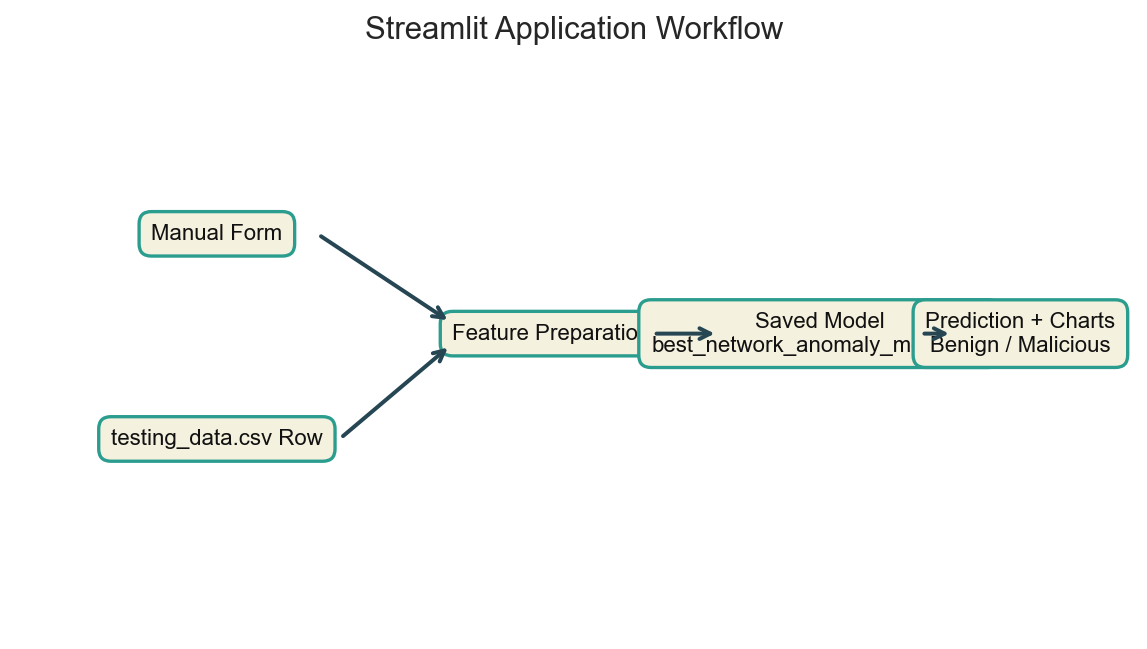 Streamlit Application Workflow
Manual Form
testing_data.csv Row
Feature Preparatio
Saved Model
best_network_anomaly_m
Prediction + Charts
Benign / Malicious